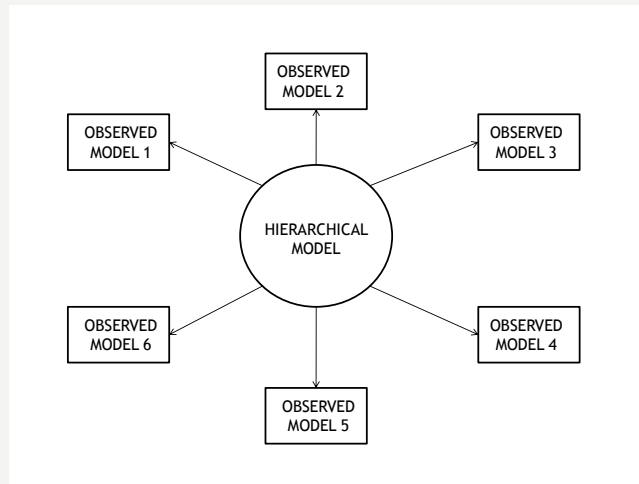 OBSERVED
MODEL 2
OBSERVED
MODEL 1
OBSERVED
MODEL 3
HIERARCHICAL
MODEL
OBSERVED
MODEL 6
OBSERVED
MODEL 4
OBSERVED
MODEL 5